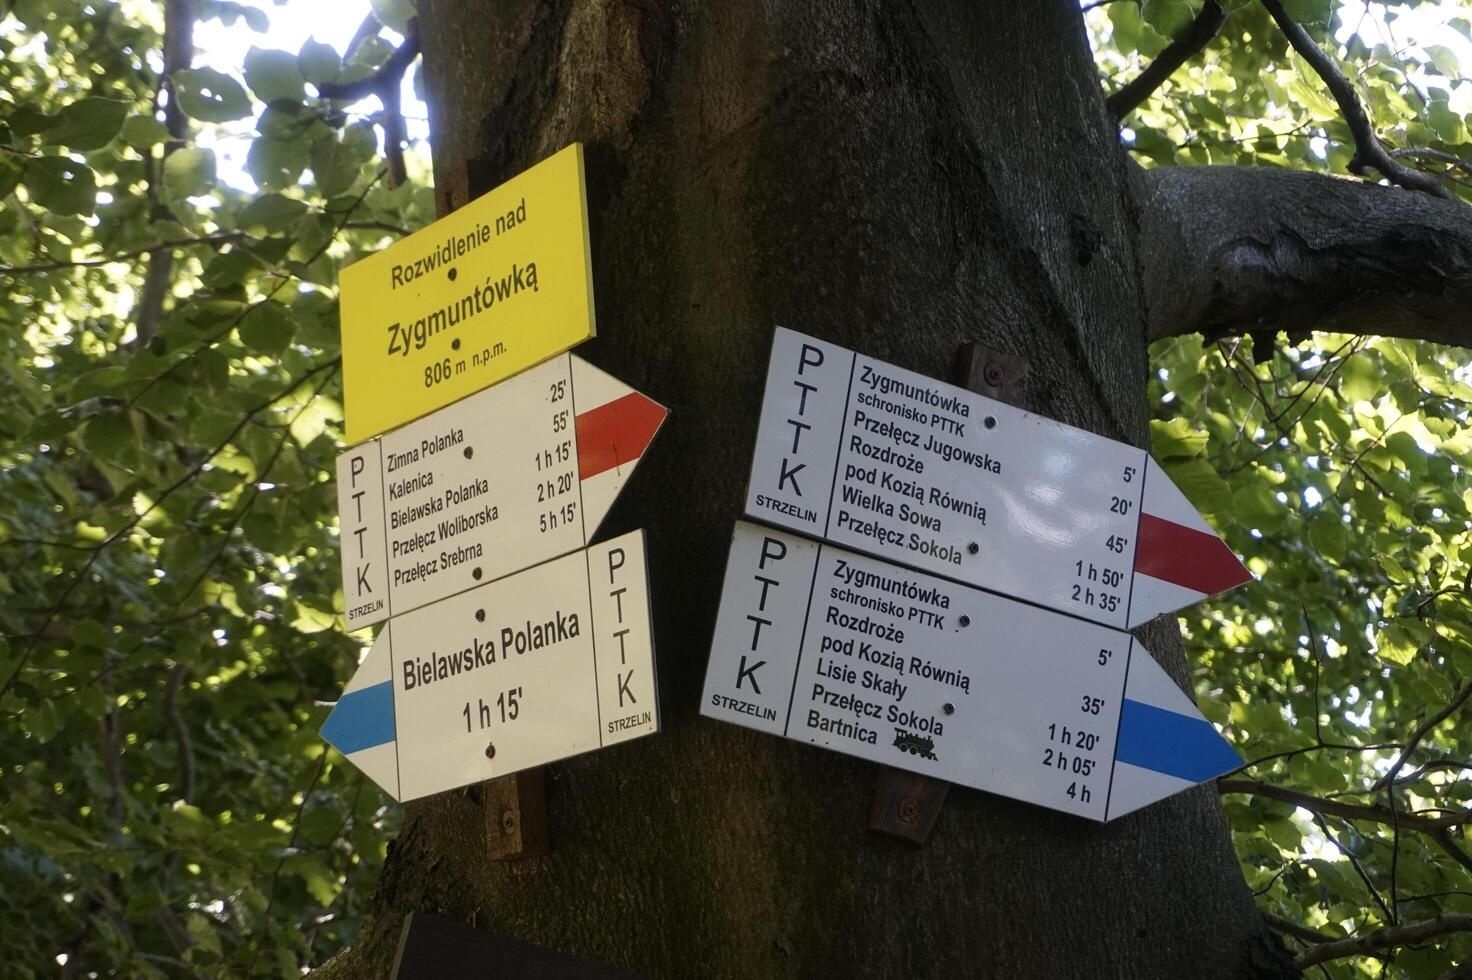 Rozwidlenie nad
Zygmuntówką
806 m n.p.m.
PTTK
STRZELIN
Zimna Polanka 25'
Kalenica 55'
Bielawska Polanka 1 h 15'
Przełęcz Woliborska 2 h 20'
Przełęcz Srebrna 5 h 15'
Bielawska Polanka
1 h 15'
PTTK
STRZELIN
PTTK
STRZELIN
Zygmuntówka
schronisko PTTK 5'
Przełęcz Jugowska 20'
Rozdroże
pod Kozią Równią 45'
Wielka Sowa 1 h 50'
Przełęcz Sokola 2 h 35'
PTTK
STRZELIN
Zygmuntówka
schronisko PTTK 5'
Rozdroże
pod Kozią Równią 35'
Lisie Skały 1 h 20'
Przełęcz Sokola 2 h 05'
Bartnica 4 h